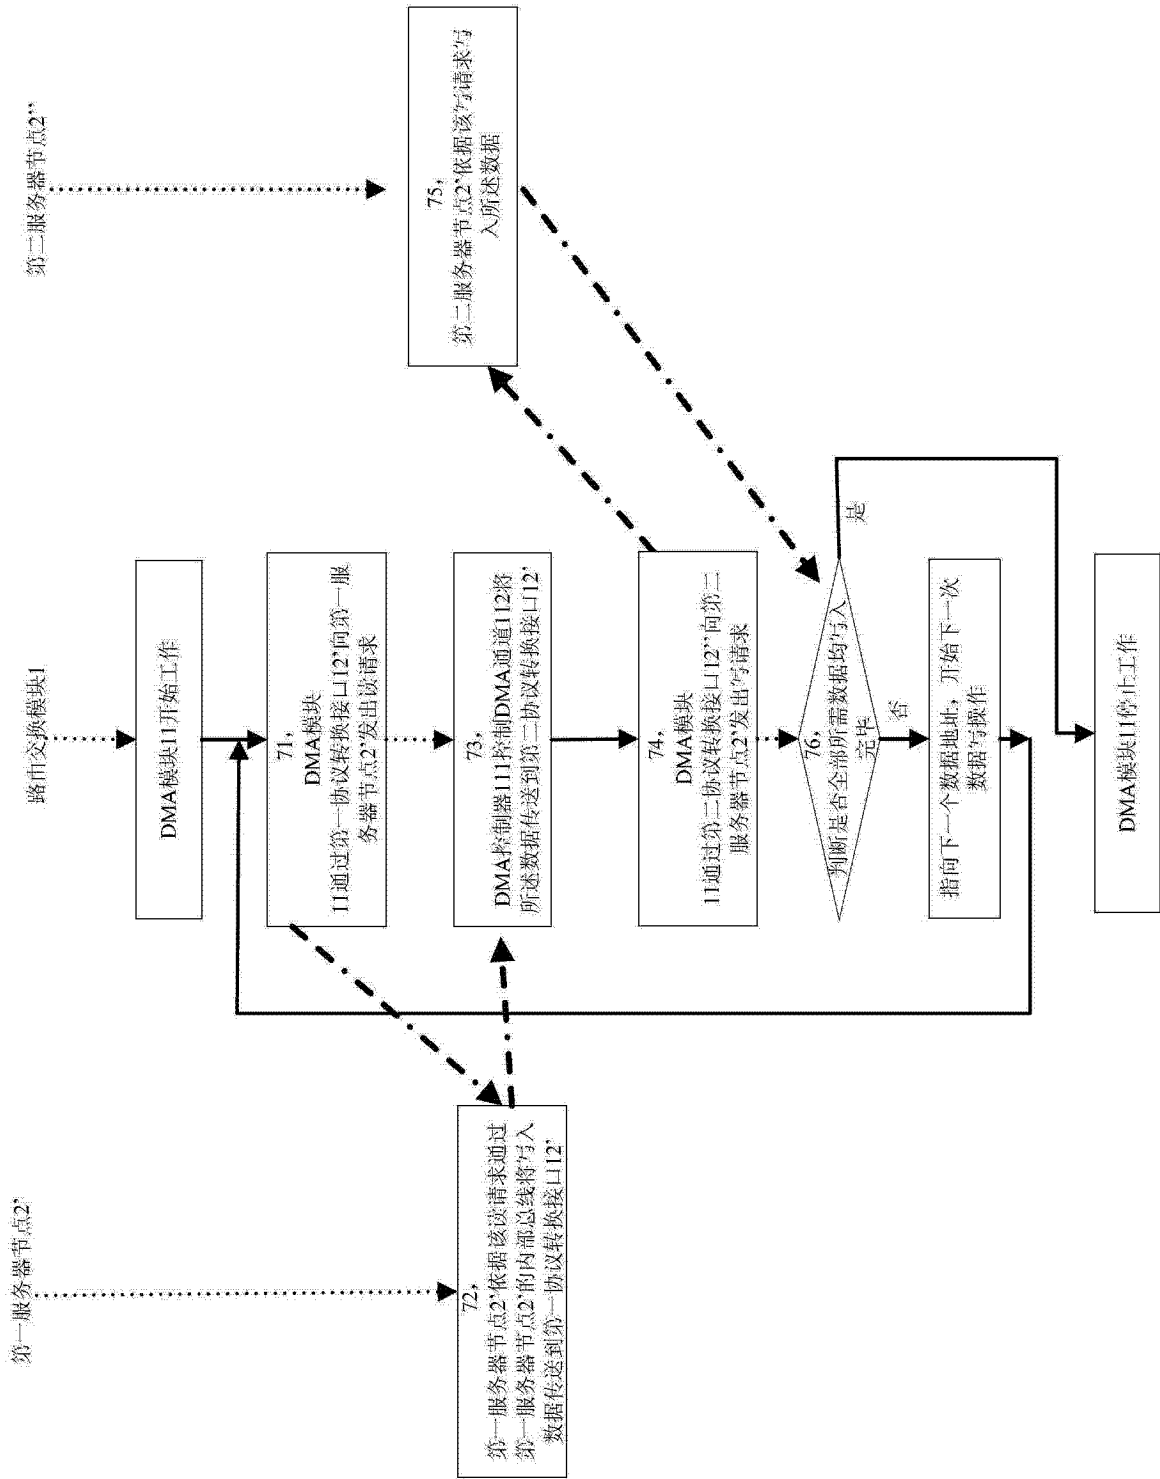 第一服务器节点2’
路由交换模块1
第二服务器节点2’’
DMA模块11开始工作
71,
DMA模块
11通过第一协议转换接口12’向第一服
务器节点2’发出读请求
72,
第一服务器节点2’依据该读请求通过
第一服务器节点2’的内部总线将写入
数据传送到第一协议转换接口12’
73,
DMA控制器111控制DMA通道112将
所述数据传送到第二协议转换接口12’
74,
DMA模块
11通过第二协议转换接口12’’向第二
服务器节点2’发出写请求
75,
第二服务器节点2’依据该写请求写
入所述数据
76,
判断是否全部所需数据均写入
完毕
是
否
指向下一个数据地址，开始下一次
数据写操作
DMA模块11停止工作